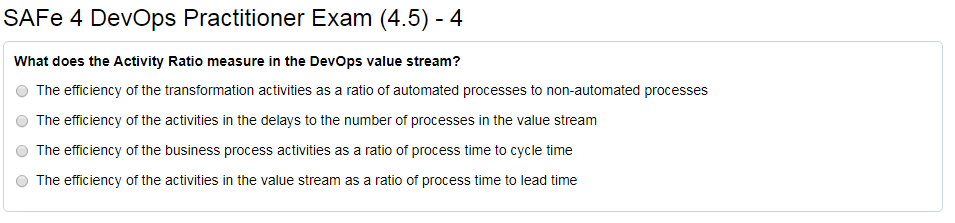 SAFe 4 DevOps Practitioner Exam (4.5) - 4
What does the Activity Ratio measure in the DevOps value stream?
The efficiency of the transformation activities as a ratio of automated processes to non-automated processes
The efficiency of the activities in the delays to the number of processes in the value stream
The efficiency of the business process activities as a ratio of process time to cycle time
The efficiency of the activities in the value stream as a ratio of process time to lead time